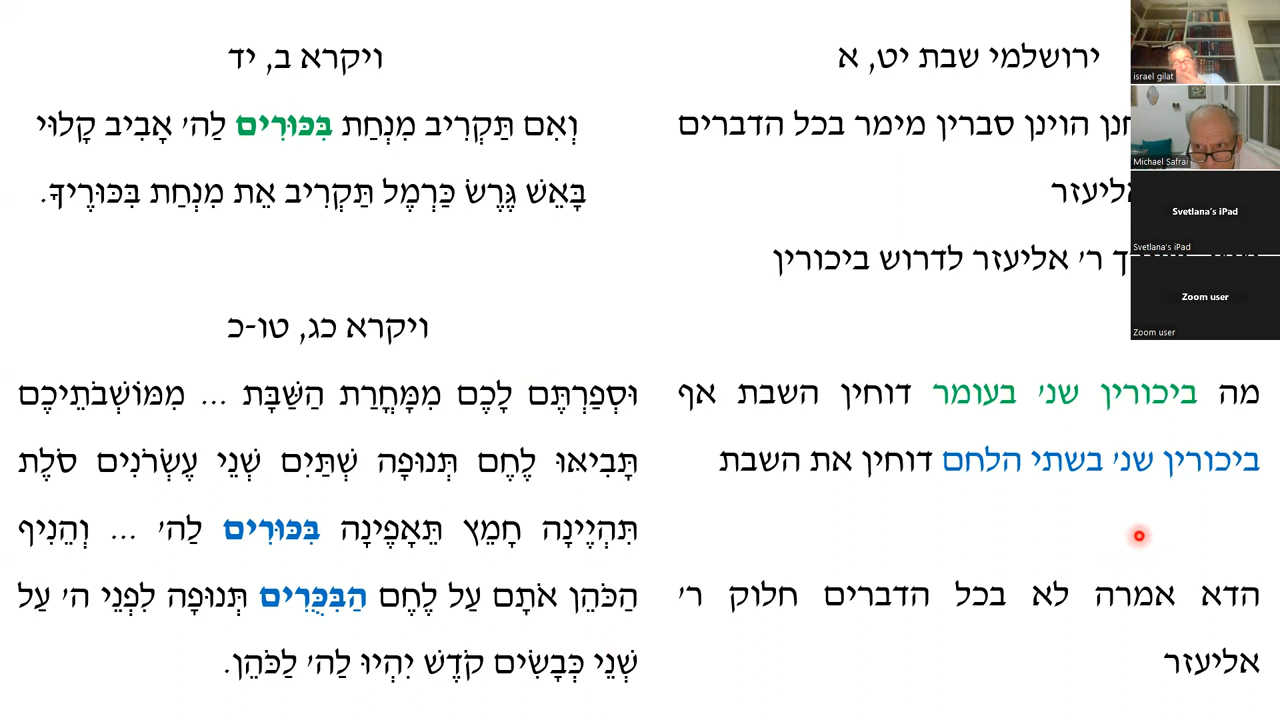 ירושלמי שבת יט, א
הוינן סברין מימר בכל הדברים
ר׳ אליעזר לדרוש ביכורין
מה ביכורין שנ׳ בעומר דוחין השבת אף
ביכורין שנ׳ בשתי הלחם דוחין את השבת
הדא אמרה לא בכל הדברים חלוק ר׳
אליעזר
ויקרא ב, יד
וְאִם תַּקְרִיב מִנְחַת בִּכּוּרִים לַה׳ אָבִיב קָלוּי
בָּאֵשׁ גֶּרֶשׂ כַּרְמֶל תַּקְרִיב אֵת מִנְחַת בִּכּוּרֶיךָ.
ויקרא כג, טו-כ
וּסְפַרְתֶּם לָכֶם מִמָּחֳרַת הַשַּׁבָּת ... מִמּוֹשְׁבֹתֵיכֶם
תָּבִיאוּ לֶחֶם תְּנוּפָה שְׁתַּיִם שְׁנֵי עֶשְׂרֹנִים סֹלֶת
תִּהְיֶינָה חָמֵץ תֵּאָפֶינָה בִּכּוּרִים לַה׳ ... וְהֵנִיף
הַכֹּהֵן אֹתָם עַל לֶחֶם הַבִּכֻּרִים תְּנוּפָה לִפְנֵי ה׳ עַל
שְׁנֵי כְּבָשִׂים קֹדֶשׁ יִהְיוּ לַה׳ לַכֹּהֵן.
israel gilat
Michael Safrai
Svetlana's iPad
Svetlana's iPad
Zoom user
Zoom user